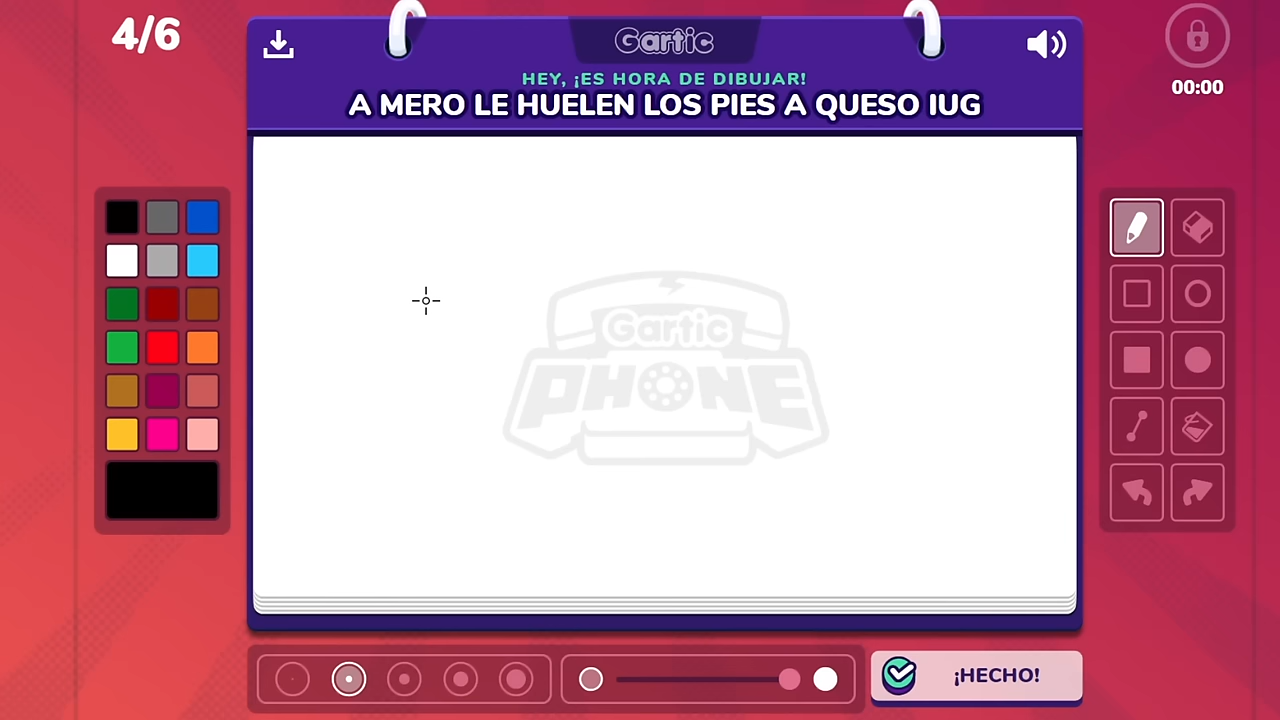 4/6
Gartic
HEY, ¡ES HORA DE DIBUJAR!
A MERO LE HUELEN LOS PIES A QUESO IUG
00:00
Gartic
PHONE
¡HECHO!